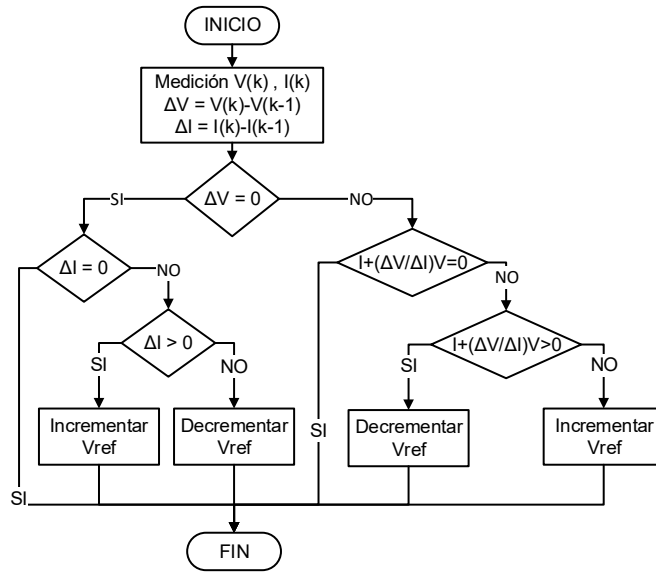 INICIO
Medición V(k) , I(k)
ΔV = V(k)-V(k-1)
ΔI = I(k)-I(k-1)
SI
ΔV = 0
NO
ΔI = 0
NO
I+(ΔV/ΔI)V=0
NO
ΔI > 0
I+(ΔV/ΔI)V>0
SI
NO
SI
NO
Incrementar
Vref
Decrementar
Vref
SI
Decrementar
Vref
Incrementar
Vref
SI
FIN